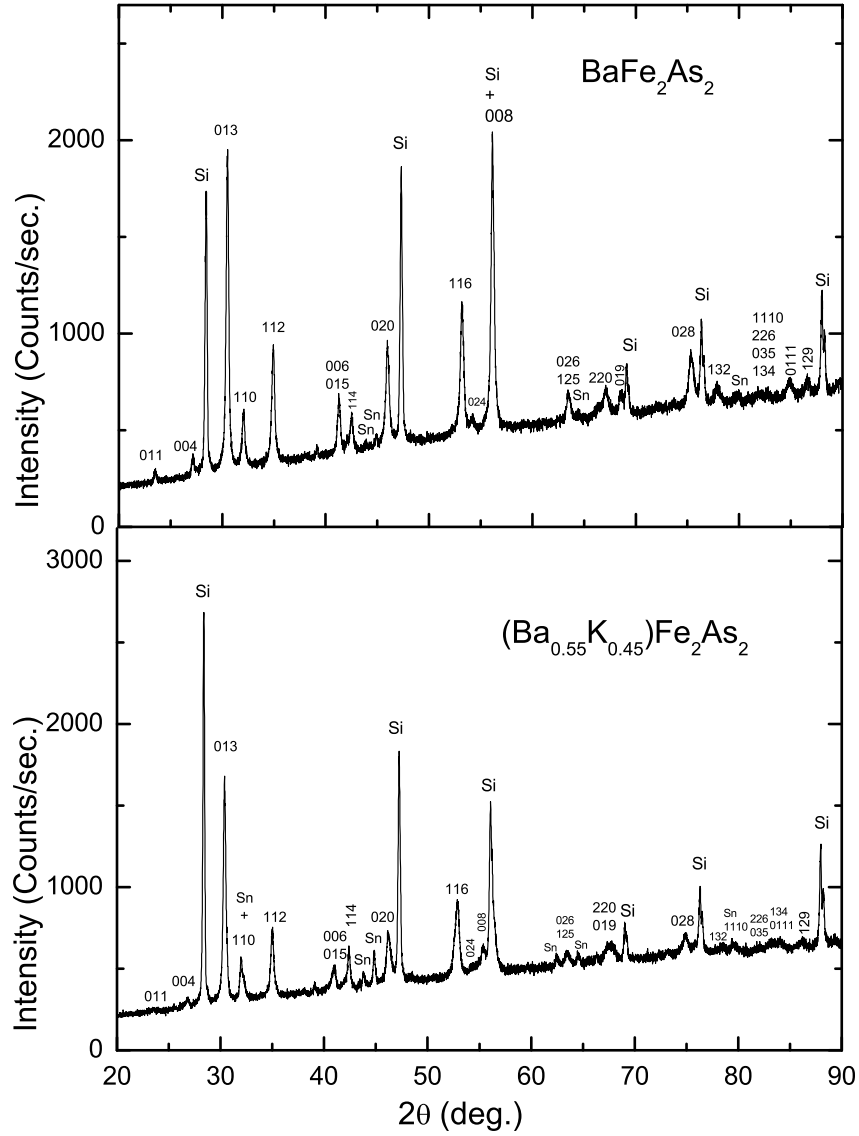 BaFe2As2
Intensity (Counts/sec.)
2000
1000
0
011
004
Si
013
110
112
006
015
114
Sn
Sn
020
Si
116
024
Si
+
008
026
125
Sn
220
019
Si
028
Si
132
Sn
1110
226
035
134
0111
129
Si
(Ba0.55K0.45)Fe2As2
Intensity (Counts/sec.)
3000
2000
1000
0
011
004
Si
013
Sn
+
110
112
006
015
114
Sn
Sn
020
Si
116
024
008
Si
Sn
026
125
Sn
220
019
Si
028
Si
132
Sn
1110
226
035
134
0111
129
Si
20 30 40 50 60 70 80 90
2θ (deg.)